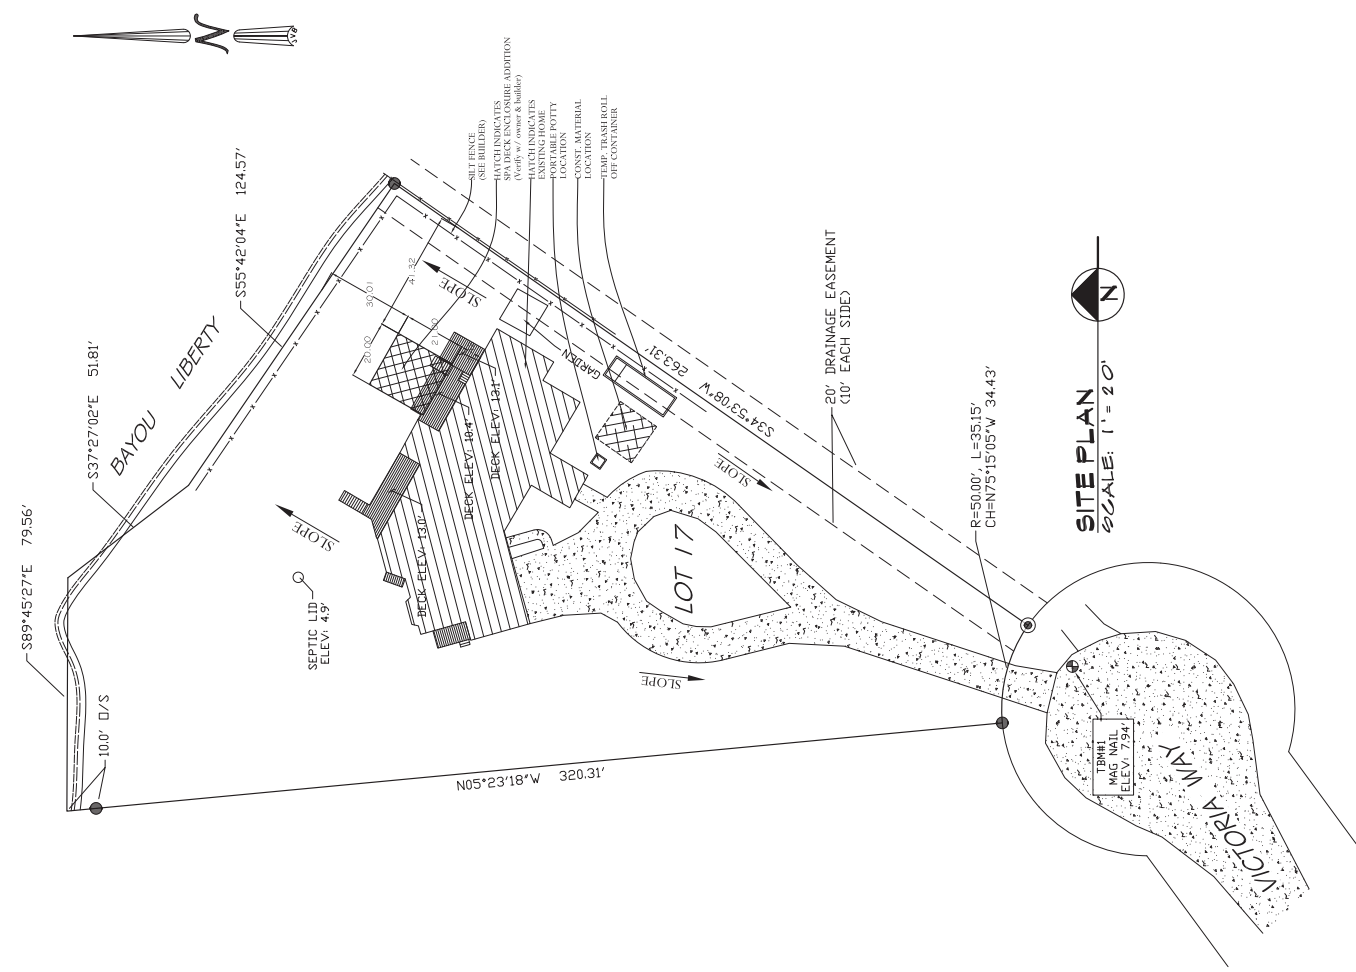 S89°45'27"E 79.56'
S37°27'02"E 51.81'
S55°42'04"E 124.57'
BAYOU LIBERTY
SILT FENCE
(SEE BUILDER)
HATCH INDICATES
SPA DECK ENCLOSURE ADDITION
(Verify w/ owner & builder)
HATCH INDICATES
EXISTING HOME
PORTABLE POTTY
LOCATION
CONST. MATERIAL
LOCATION
TEMP. TRASH ROLL
OFF CONTAINER
30.01
41.32
20.00
SLOPE
GARDEN
263.31'
S34°53'08"W
20' DRAINAGE EASEMENT
(10' EACH SIDE)
DECK ELEV: 13.1'
DECK ELEV: 10.4'
DECK ELEV: 13.0'
SLOPE
SLOPE
SLOPE
SEPTIC LID
ELEV: 4.9'
LOT 17
10.0' O/S
N05°23'18"W 320.31'
R=50.00', L=35.15'
CH=N75°15'05"W 34.43'
N
SITE PLAN
SCALE: 1' = 20'
TBM#1
MAG NAIL
ELEV: 7.94'
VICTORIA WAY